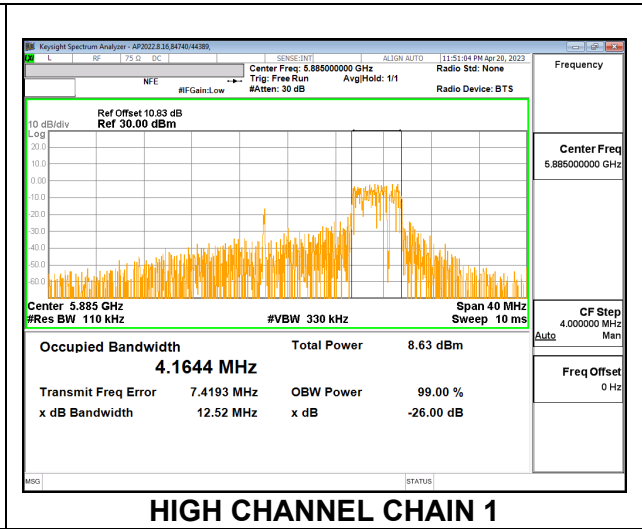 Keysight Spectrum Analyzer - AP2022.8.16,84740/44389,
L RF 75 Ω DC SENSE:INT ALIGN AUTO 11:51:04 PM Apr 20, 2023
Center Freq: 5.885000000 GHz Radio Std: None
NFE Trig: Free Run Avg|Hold: 1/1
#IFGain:Low #Atten: 30 dB Radio Device: BTS
Frequency
Ref Offset 10.83 dB
10 dB/div Ref 30.00 dBm
Log
20.0
10.0
0.00
-10.0
-20.0
-30.0
-40.0
-50.0
-60.0
Center 5.885 GHz Span 40 MHz
#Res BW 110 kHz #VBW 330 kHz Sweep 10 ms
Center Freq
5.885000000 GHz
CF Step
4.000000 MHz
Auto Man
Freq Offset
0 Hz
Occupied Bandwidth Total Power 8.63 dBm
4.1644 MHz
Transmit Freq Error 7.4193 MHz OBW Power 99.00 %
x dB Bandwidth 12.52 MHz x dB -26.00 dB
MSG STATUS
HIGH CHANNEL CHAIN 1